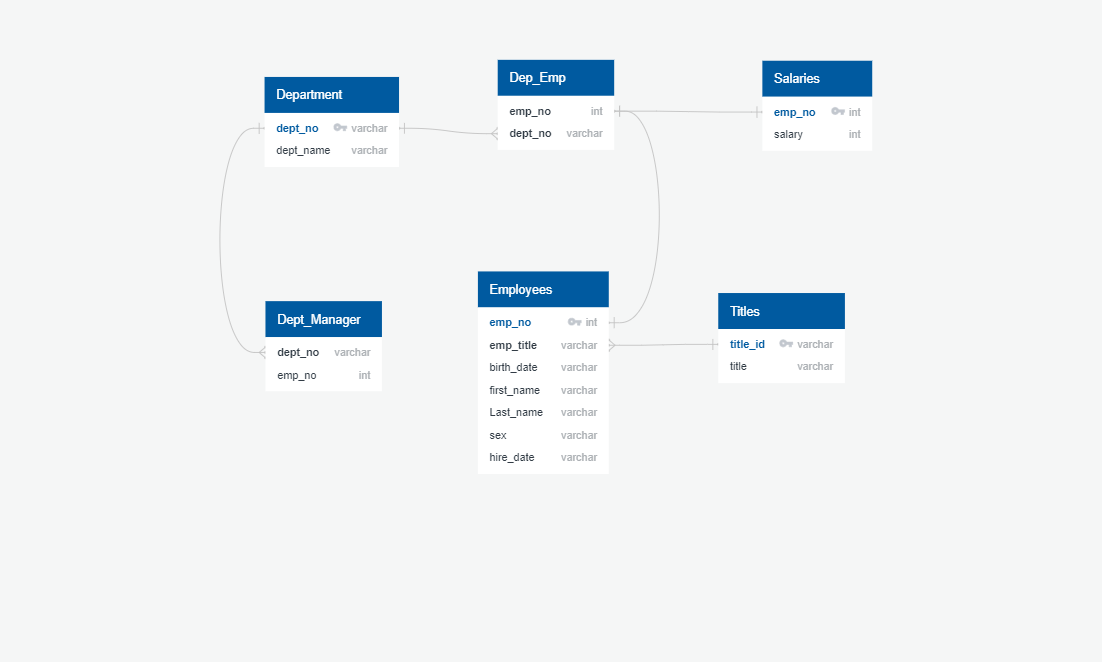 Department
dept_no varchar
dept_name varchar
Dep_Emp
emp_no int
dept_no varchar
Salaries
emp_no int
salary int
Dept_Manager
dept_no varchar
emp_no int
Employees
emp_no int
emp_title varchar
birth_date varchar
first_name varchar
Last_name varchar
sex varchar
hire_date varchar
Titles
title_id varchar
title varchar